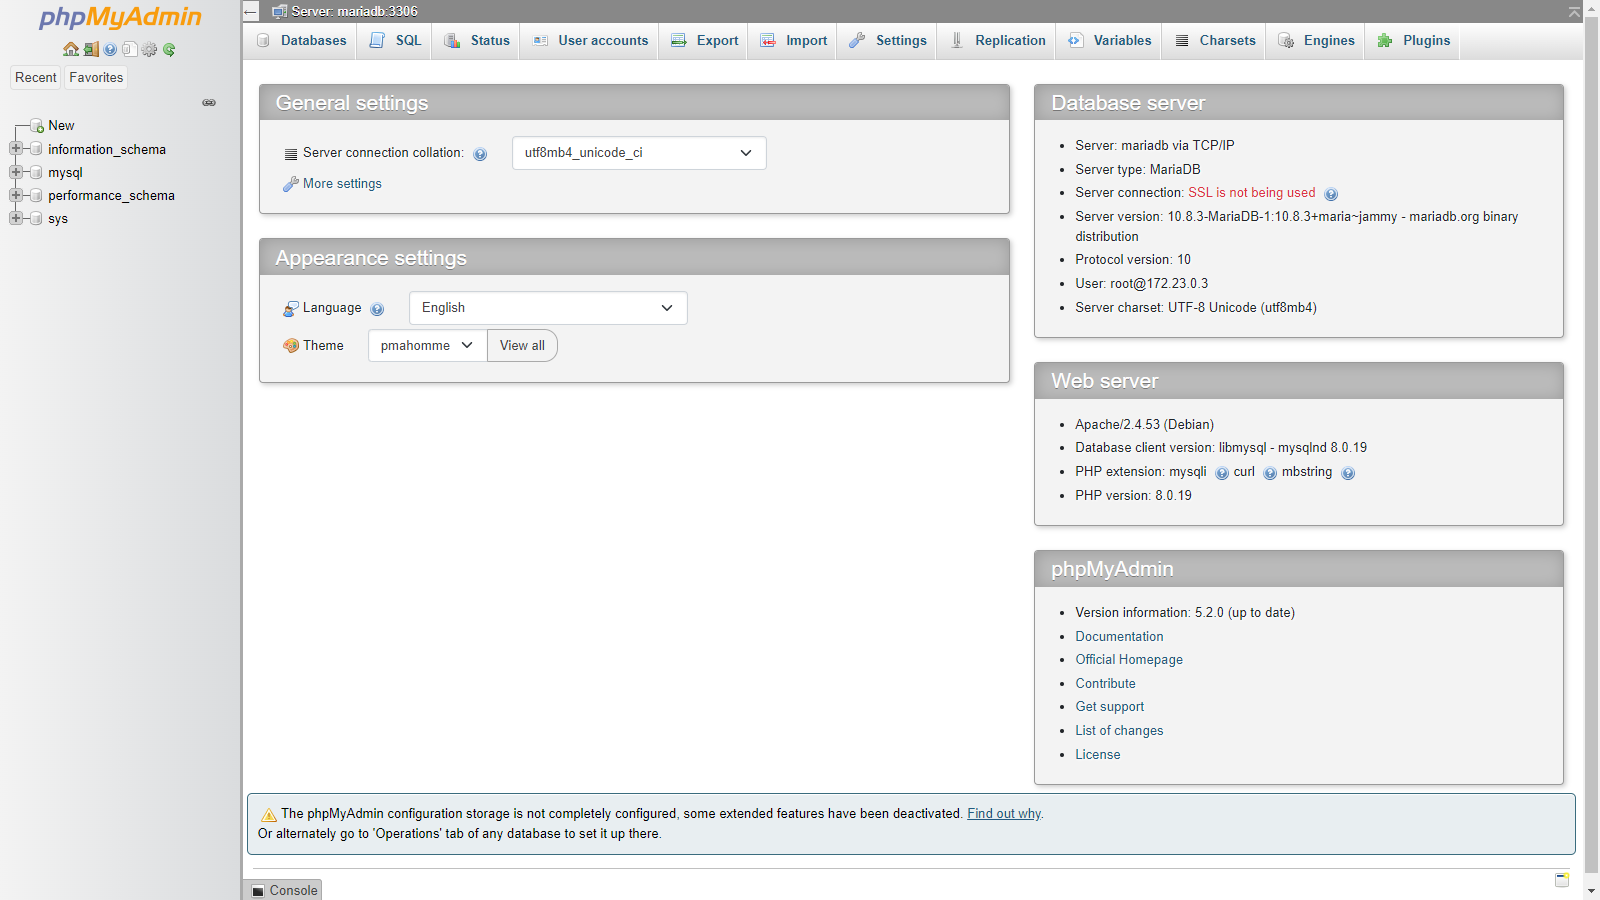 phpMyAdmin
Recent
Favorites
New
information_schema
mysql
performance_schema
sys
Server: mariadb:3306
Databases
SQL
Status
User accounts
Export
Import
Settings
Replication
Variables
Charsets
Engines
Plugins
General settings
Server connection collation:
utf8mb4_unicode_ci
More settings
Appearance settings
Language
English
Theme
pmahomme
View all
Database server
Server: mariadb via TCP/IP
Server type: MariaDB
Server connection: SSL is not being used
Server version: 10.8.3-MariaDB-1:10.8.3+maria~jammy - mariadb.org binary
distribution
Protocol version: 10
User: root@172.23.0.3
Server charset: UTF-8 Unicode (utf8mb4)
Web server
Apache/2.4.53 (Debian)
Database client version: libmysql - mysqlnd 8.0.19
PHP extension: mysqli curl mbstring
PHP version: 8.0.19
phpMyAdmin
Version information: 5.2.0 (up to date)
Documentation
Official Homepage
Contribute
Get support
List of changes
License
The phpMyAdmin configuration storage is not completely configured, some extended features have been deactivated. Find out why.
Or alternately go to 'Operations' tab of any database to set it up there.
Console